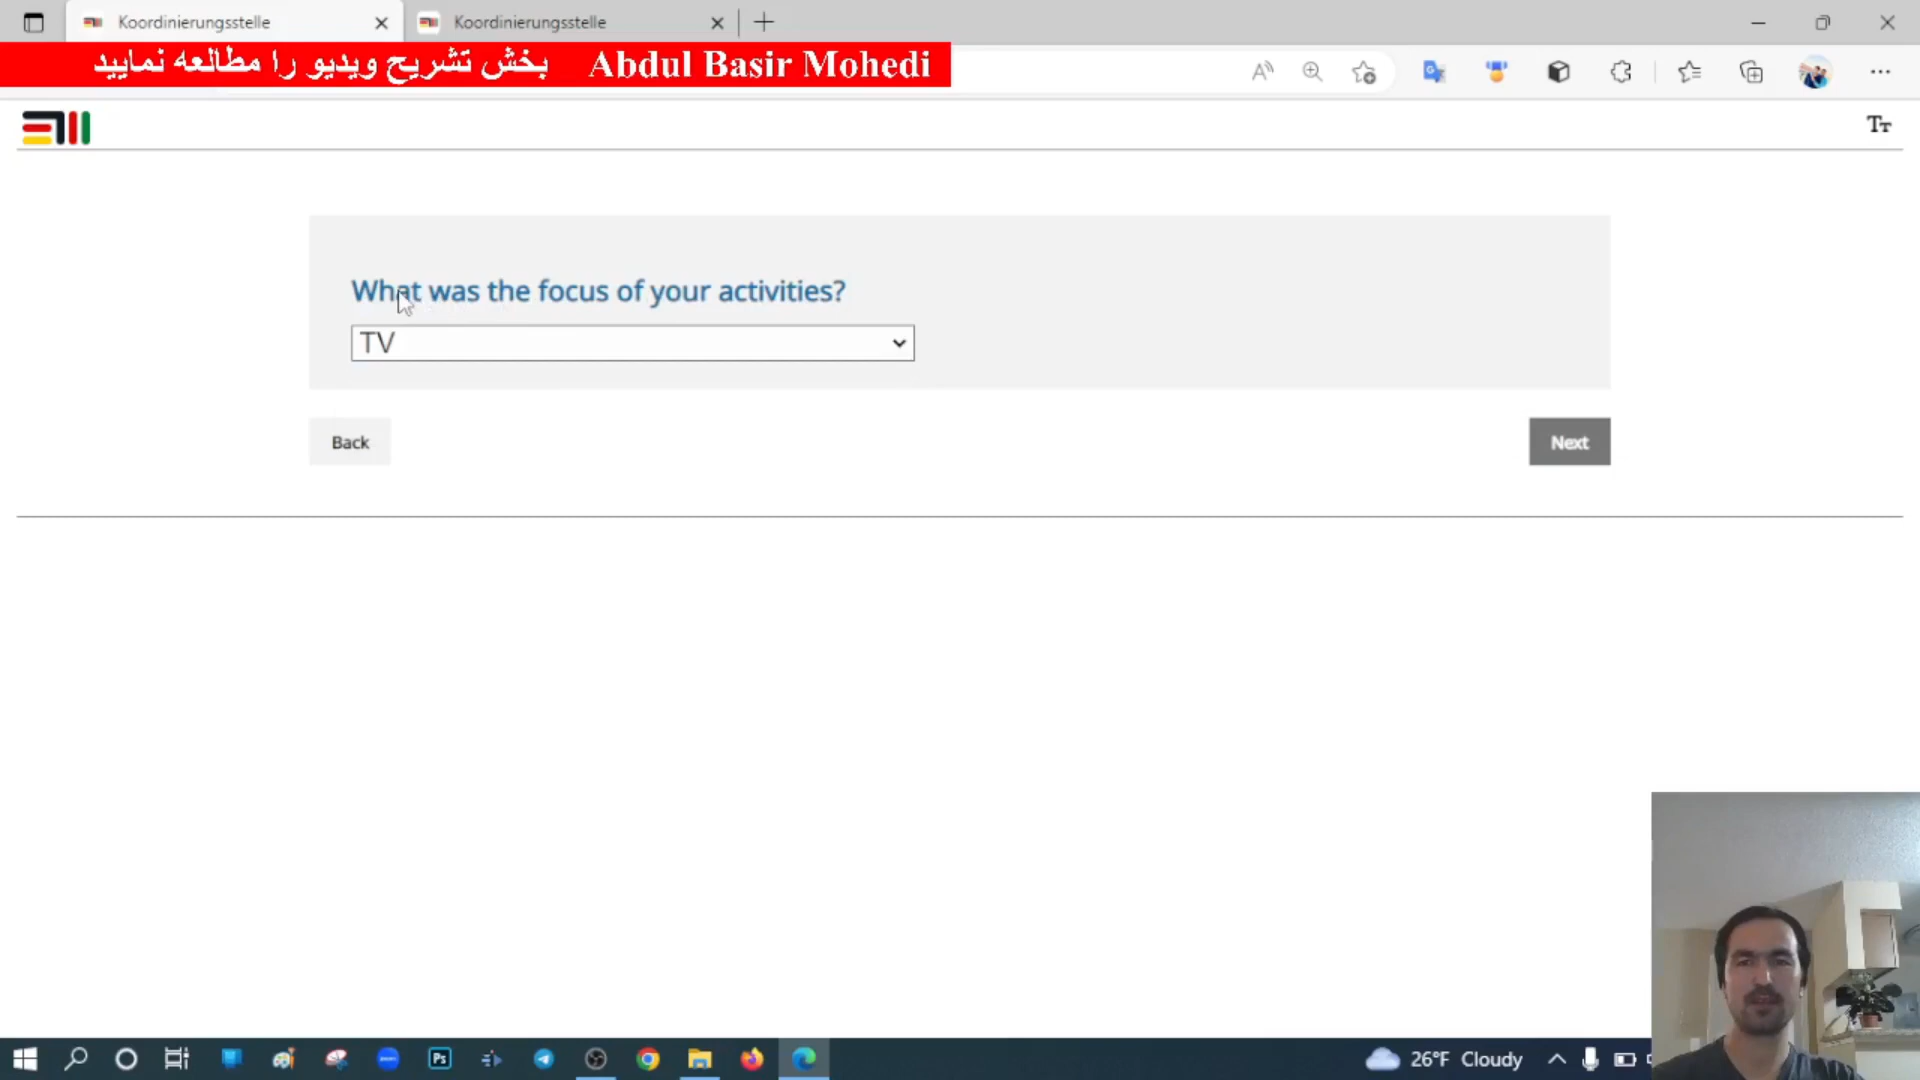 Koordinierungsstelle
Koordinierungsstelle
بخش تشریح ویدیو را مطالعه نمایید Abdul Basir Mohedi
What was the focus of your activities?
TV
Back
Next
26°F Cloudy